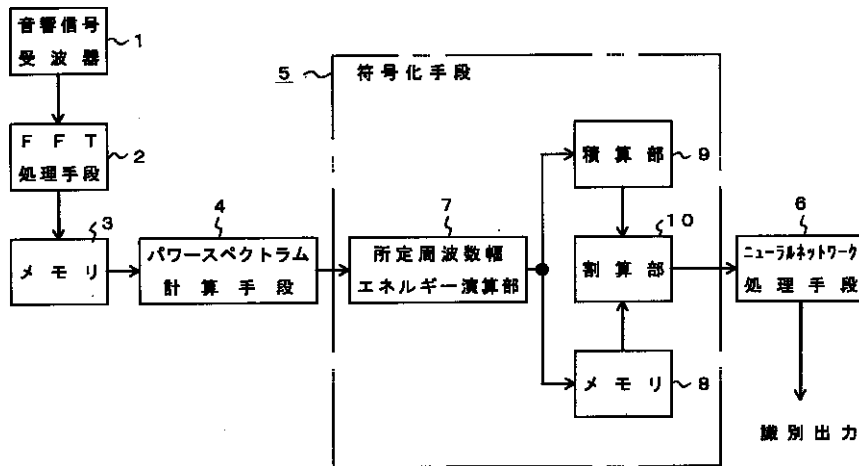 音響信号
受波器
1
FFT
処理手段
2
3
メモリ
4
パワースペクトラム
計算手段
5
符号化手段
7
所定周波数幅
エネルギー演算部
積算部
9
10
割算部
メモリ
8
6
ニューラルネットワーク
処理手段
識別出力